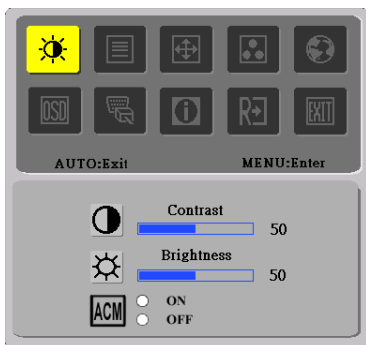 OSD i R EXIT
AUTO:Exit MENU:Enter
Contrast
50
Brightness
50
ACM ON
OFF